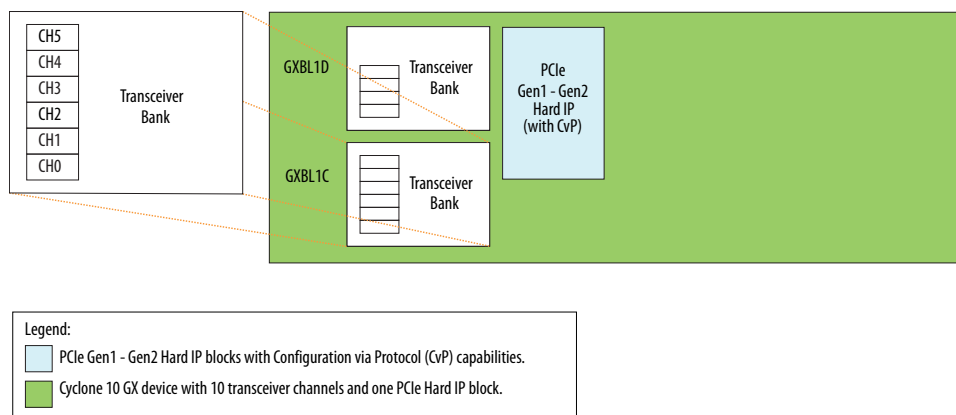 CH5
CH4
CH3
CH2
CH1
CH0
Transceiver
Bank
GXBL1D
Transceiver
Bank
GXBL1C
Transceiver
Bank
PCIe
Gen1 - Gen2
Hard IP
(with CvP)
Legend:
PCIe Gen1 - Gen2 Hard IP blocks with Configuration via Protocol (CvP) capabilities.
Cyclone 10 GX device with 10 transceiver channels and one PCIe Hard IP block.